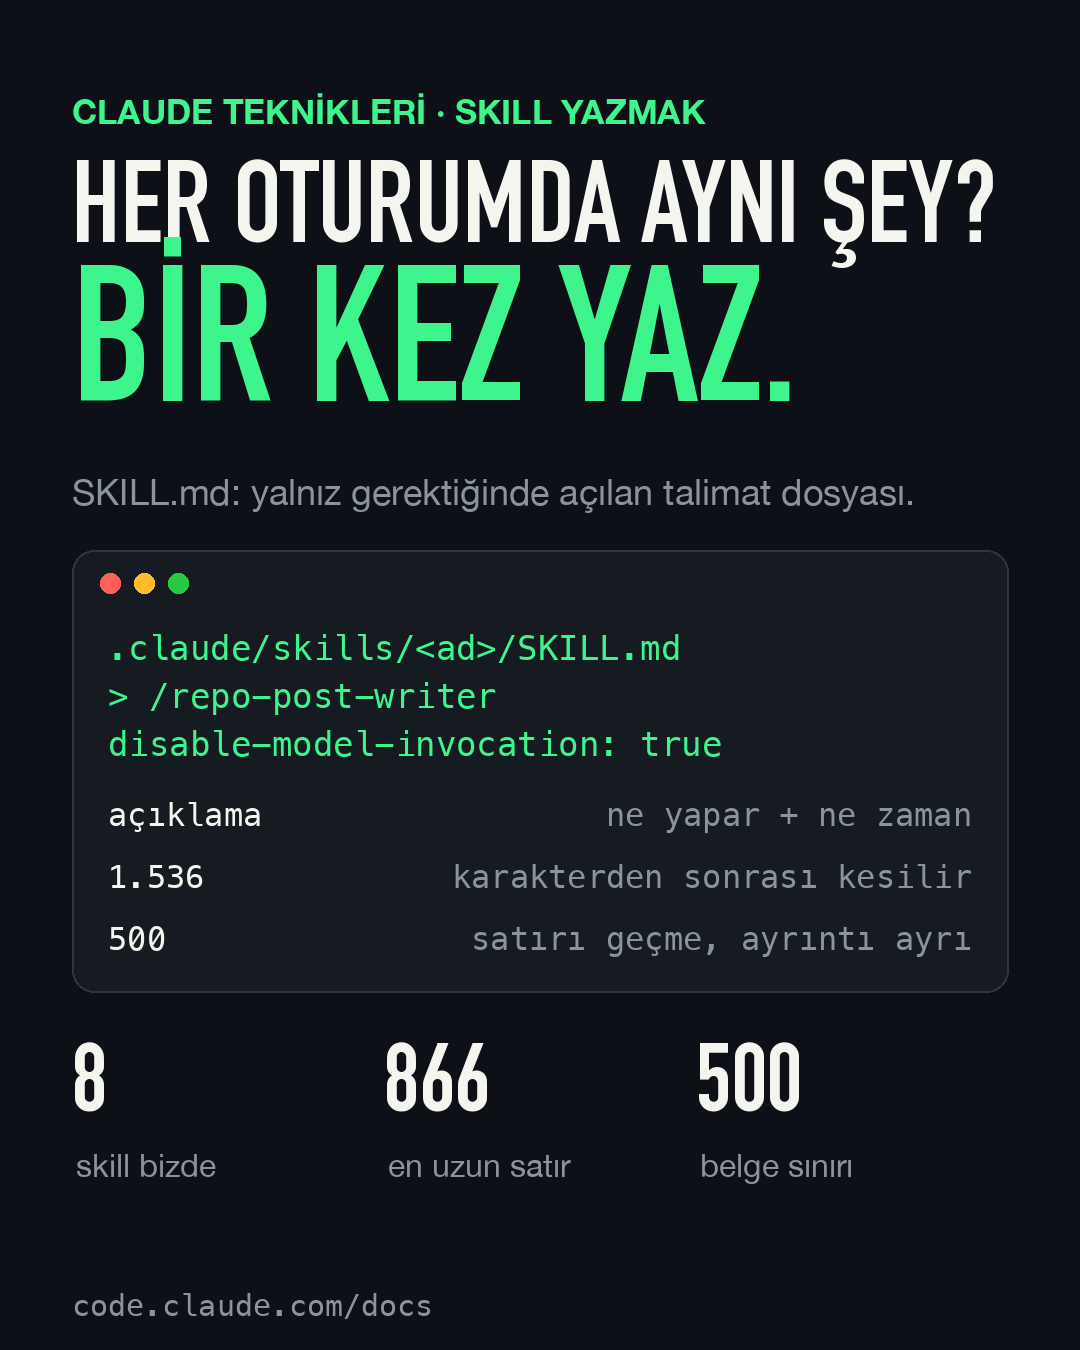 CLAUDE TEKNİKLERİ · SKILL YAZMAK
HER OTURUMDA AYNI ŞEY?
BİR KEZ YAZ.
SKILL.md: yalnız gerektiğinde açılan talimat dosyası.
.claude/skills/<ad>/SKILL.md
> /repo-post-writer
disable-model-invocation: true
açıklama ne yapar + ne zaman
1.536 karakterden sonrası kesilir
500 satırı geçme, ayrıntı ayrı
8 866 500
skill bizde en uzun satır belge sınırı
code.claude.com/docs